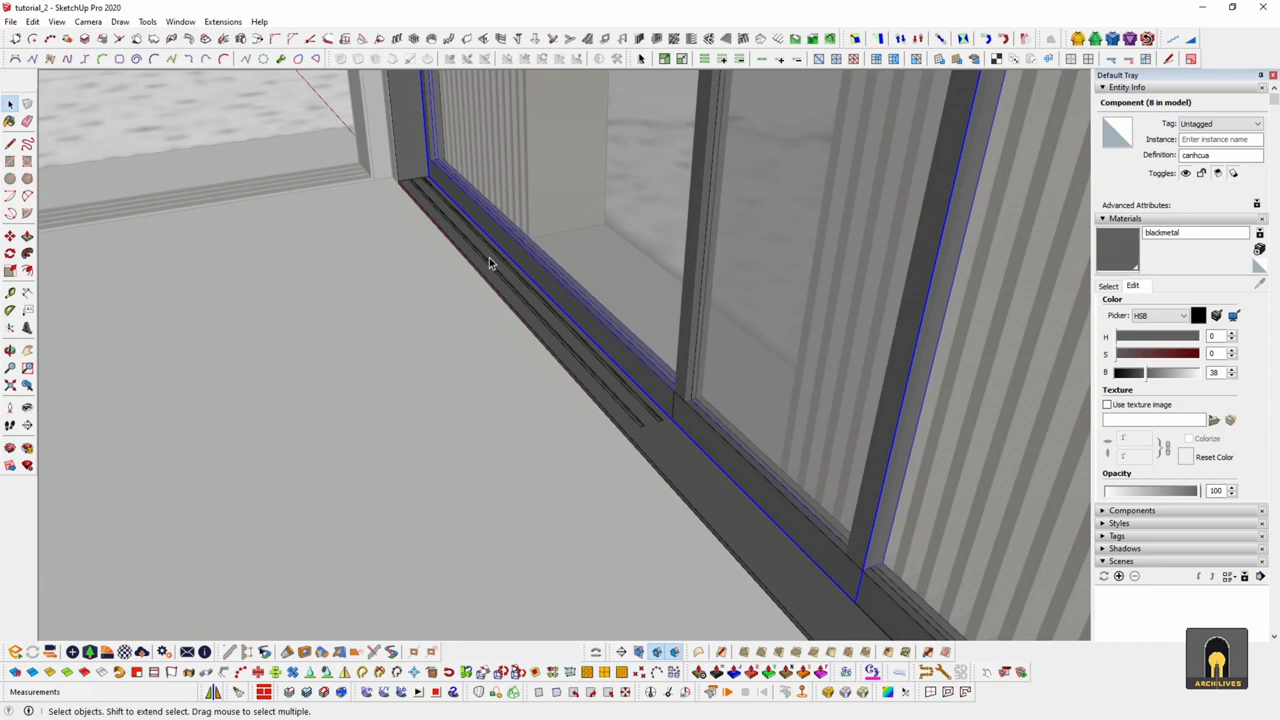 tutorial_2 - SketchUp Pro 2020
File Edit View Camera Draw Tools Window Extensions Help
Default Tray
Entity Info
Component (8 in model)
Tag: Untagged
Instance: Enter instance name
Definition: canhcua
Toggles:
Advanced Attributes:
Materials
blackmetal
Select Edit
Color
Picker: HSB
H 0
S 0
B 38
Texture
Use texture image
1'
Colorize
1'
Reset Color
Opacity
100
Components
Styles
Tags
Shadows
Scenes
ARCHILIVES
Measurements
Select objects. Shift to extend select. Drag mouse to select multiple.